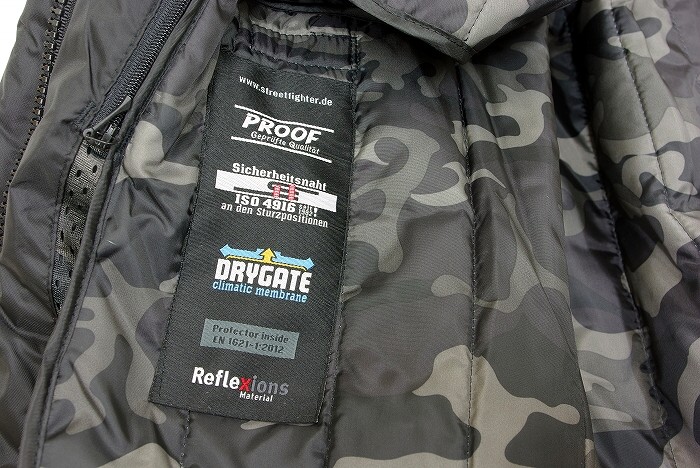 www.streetfighter.de
PROOF
Geprüfte Qualität
Sicherheitsnaht
ISO 4916 seit
an den Sturzpositionen
DRYGATE
climatic membrane
Protector inside
EN 1621-1:2012
Reflexions
Material